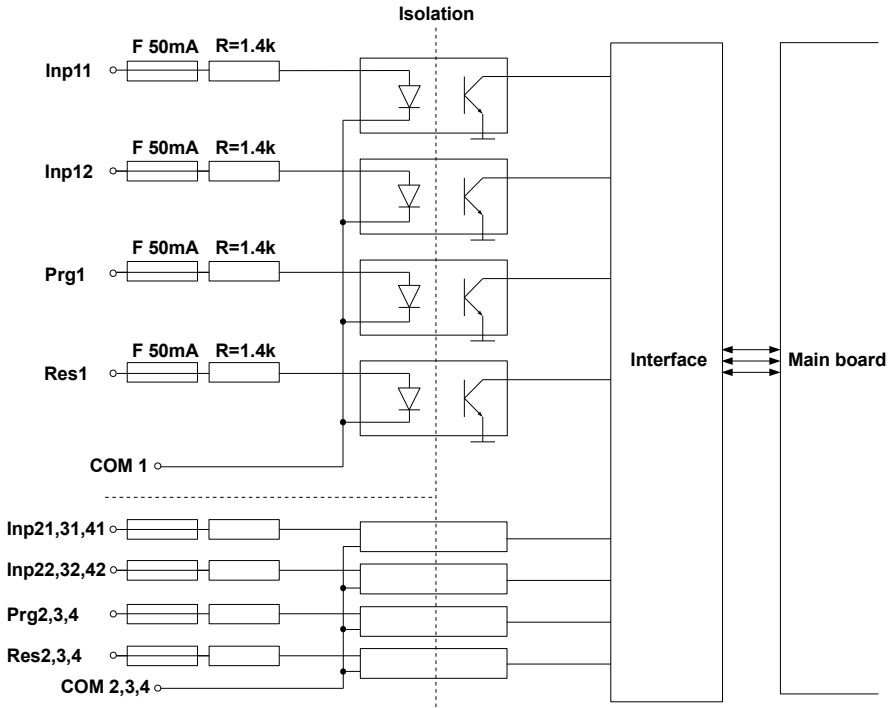 Isolation
F 50mA R=1.4k
Inp11
F 50mA R=1.4k
Inp12
F 50mA R=1.4k
Prg1
F 50mA R=1.4k
Res1
Interface
Main board
COM 1
Inp21,31,41
Inp22,32,42
Prg2,3,4
Res2,3,4
COM 2,3,4